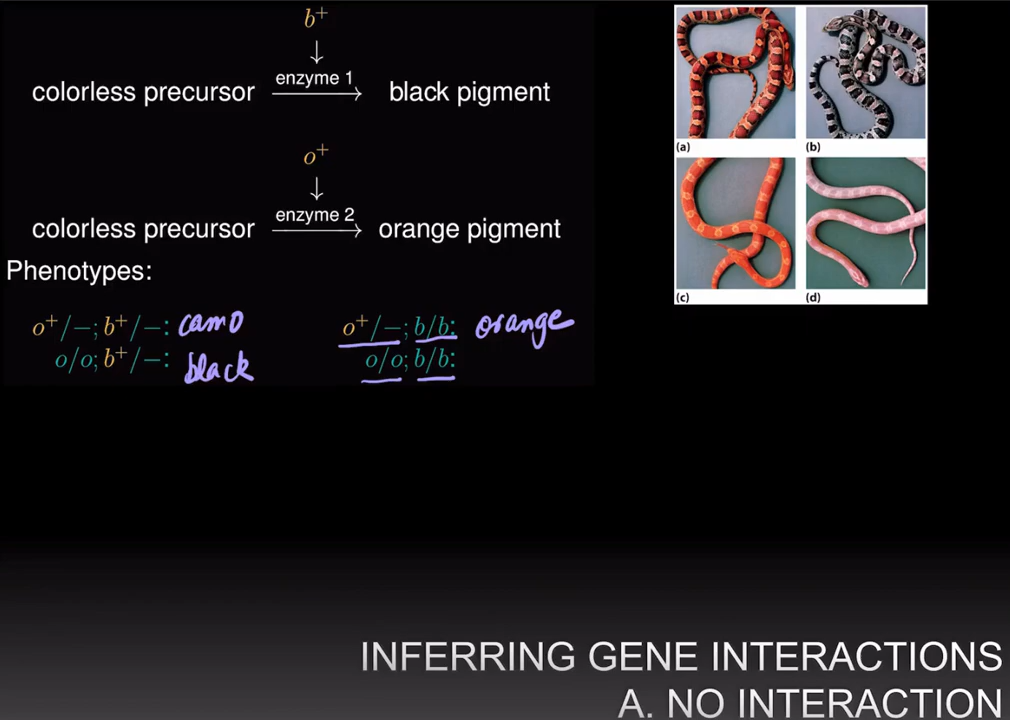 b⁺
↓
enzyme 1
colorless precursor ⟶ black pigment
o⁺
↓
enzyme 2
colorless precursor ⟶ orange pigment
Phenotypes:
o⁺/−; b⁺/−: camo
o/o; b⁺/−: black
o⁺/−; b/b: orange
o/o; b/b:
(a)
(b)
(c)
(d)
INFERRING GENE INTERACTIONS
A. NO INTERACTION